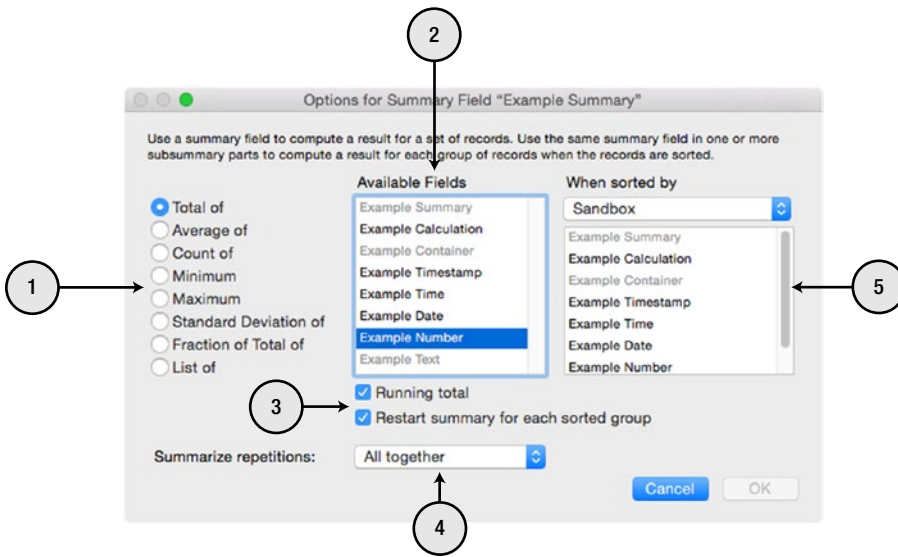 2
Options for Summary Field “Example Summary”
Use a summary field to compute a result for a set of records. Use the same summary field in one or more
subsummary parts to compute a result for each group of records when the records are sorted.
Available Fields
When sorted by
Total of
Average of
Count of
Minimum
Maximum
Standard Deviation of
Fraction of Total of
List of
1
Example Summary
Example Calculation
Example Container
Example Timestamp
Example Time
Example Date
Example Number
Example Text
Sandbox
Example Summary
Example Calculation
Example Container
Example Timestamp
Example Time
Example Date
Example Number
5
3
Running total
Restart summary for each sorted group
Summarize repetitions:
All together
Cancel
OK
4